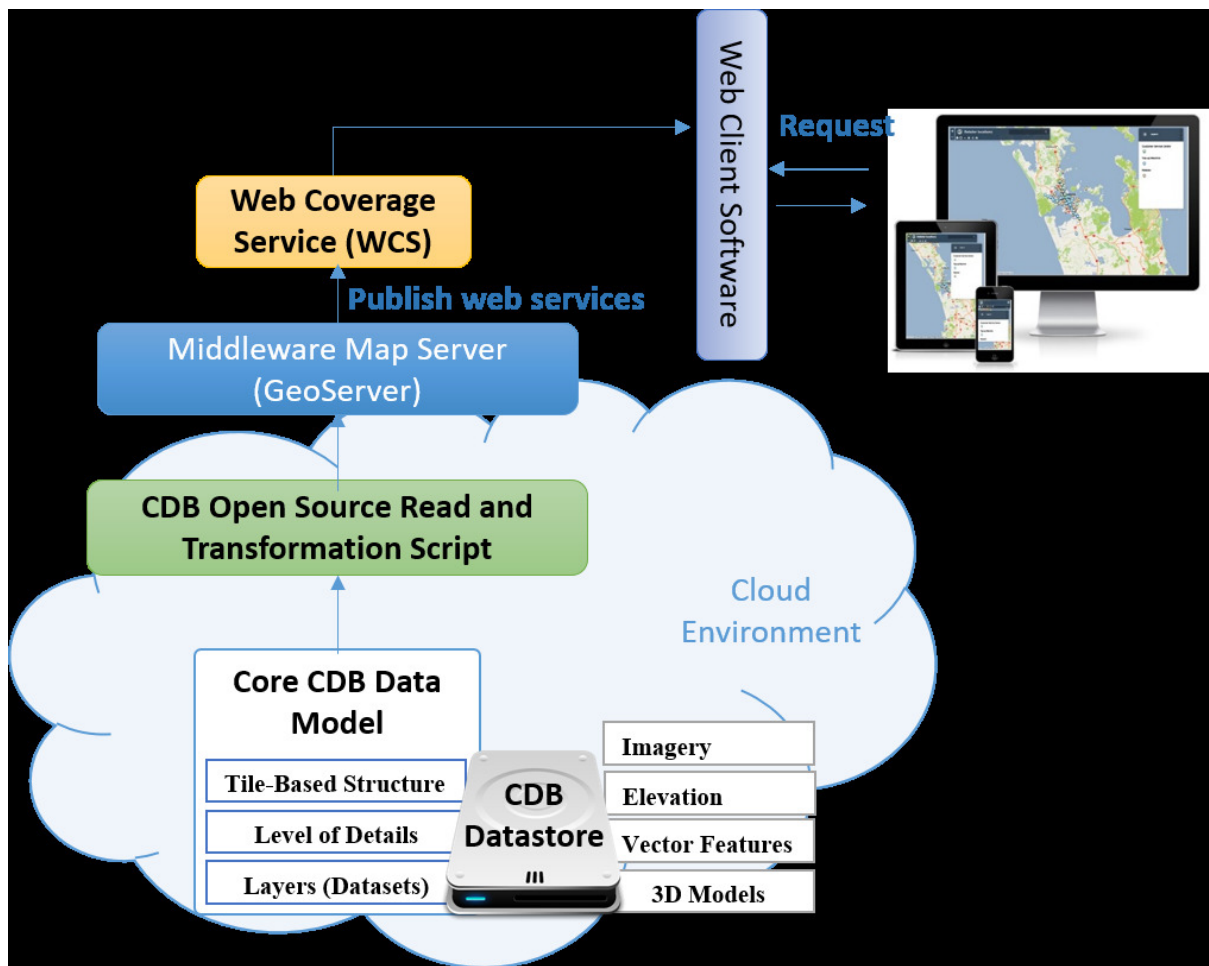 Web Client Software
Request
Web Coverage
Service (WCS)
Publish web services
Middleware Map Server
(GeoServer)
CDB Open Source Read and
Transformation Script
Cloud
Environment
Core CDB Data
Model
Tile-Based Structure
Level of Details
Layers (Datasets)
CDB
Datastore
Imagery
Elevation
Vector Features
3D Models